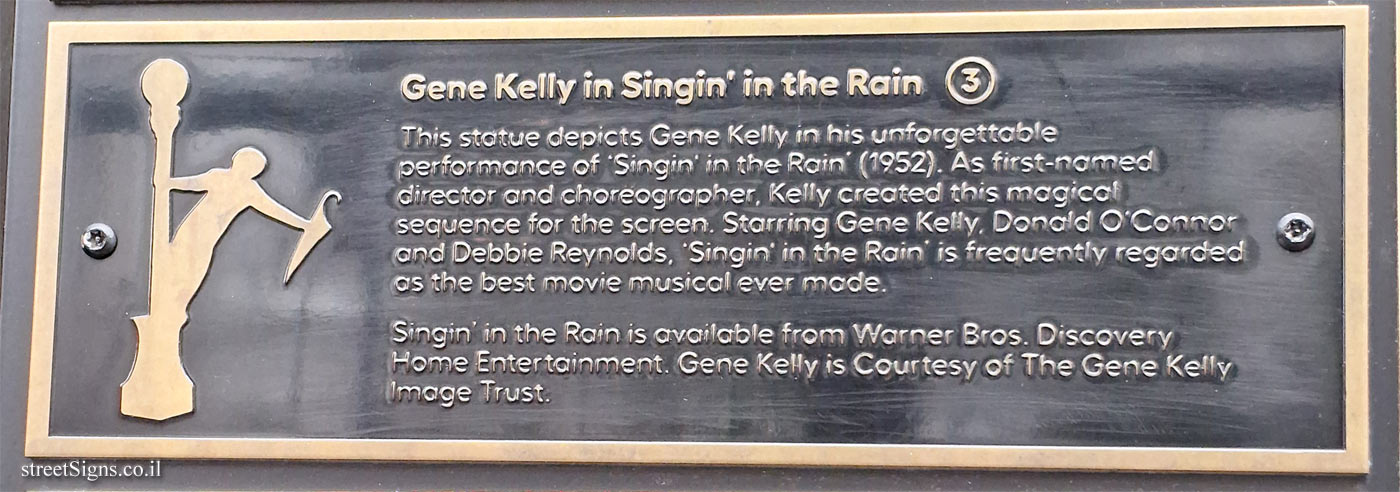 Gene Kelly in Singin' in the Rain 3
This statue depicts Gene Kelly in his unforgettable
performance of 'Singin' in the Rain' (1952). As first-named
director and choreographer, Kelly created this magical
sequence for the screen. Starring Gene Kelly, Donald O'Connor
and Debbie Reynolds, 'Singin' in the Rain' is frequently regarded
as the best movie musical ever made.
Singin' in the Rain is available from Warner Bros. Discovery
Home Entertainment. Gene Kelly is Courtesy of The Gene Kelly
Image Trust.
streetSigns.co.il